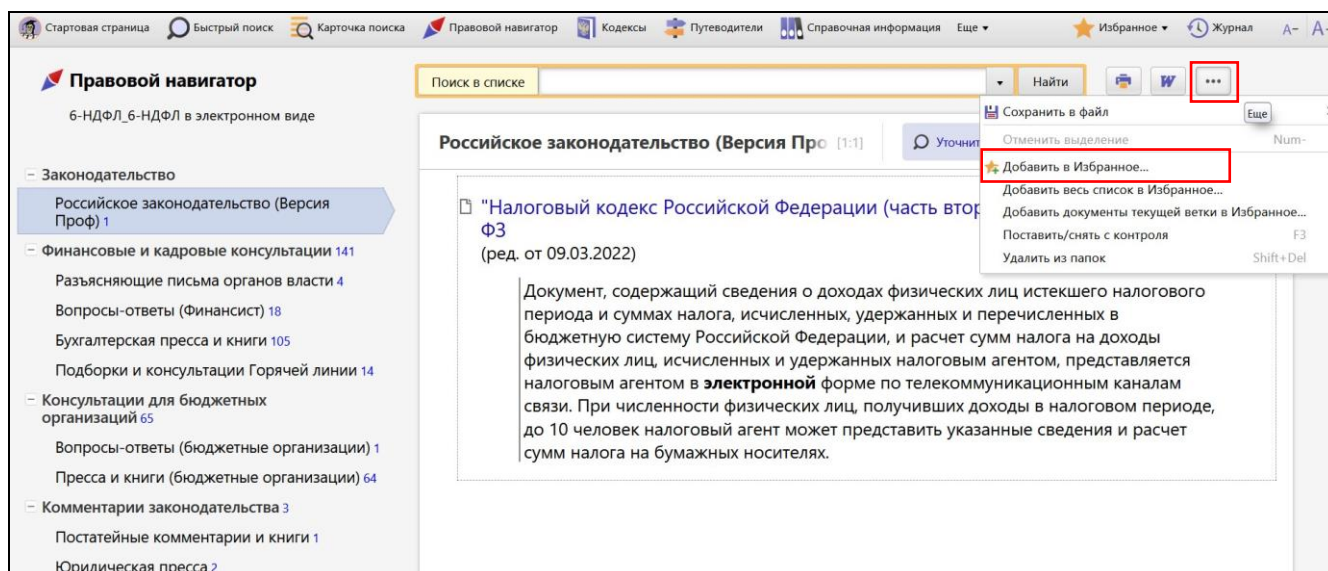 Стартовая страница Быстрый поиск Карточка поиска Правовой навигатор Кодексы Путеводители Справочная информация Еще Избранное Журнал А− А
Правовой навигатор
6-НДФЛ_6-НДФЛ в электронном виде
Законодательство
Российское законодательство (Версия
Проф) 1
Финансовые и кадровые консультации 141
Разъясняющие письма органов власти 4
Вопросы-ответы (Финансист) 18
Бухгалтерская пресса и книги 105
Подборки и консультации Горячей линии 14
Консультации для бюджетных
организаций 65
Вопросы-ответы (бюджетные организации) 1
Пресса и книги (бюджетные организации) 64
Комментарии законодательства 3
Постатейные комментарии и книги 1
Юридическая пресса 2
Поиск в списке Найти W ...
Российское законодательство (Версия Про [1:1] Уточнит
Сохранить в файл
Еще
Отменить выделение Num-
Добавить в Избранное...
Добавить весь список в Избранное...
Добавить документы текущей ветки в Избранное...
Поставить/снять с контроля F3
Удалить из папок Shift+Del
"Налоговый кодекс Российской Федерации (часть втор
ФЗ
(ред. от 09.03.2022)
Документ, содержащий сведения о доходах физических лиц истекшего налогового
периода и суммах налога, исчисленных, удержанных и перечисленных в
бюджетную систему Российской Федерации, и расчет сумм налога на доходы
физических лиц, исчисленных и удержанных налоговым агентом, представляется
налоговым агентом в электронной форме по телекоммуникационным каналам
связи. При численности физических лиц, получивших доходы в налоговом периоде,
до 10 человек налоговый агент может представить указанные сведения и расчет
сумм налога на бумажных носителях.